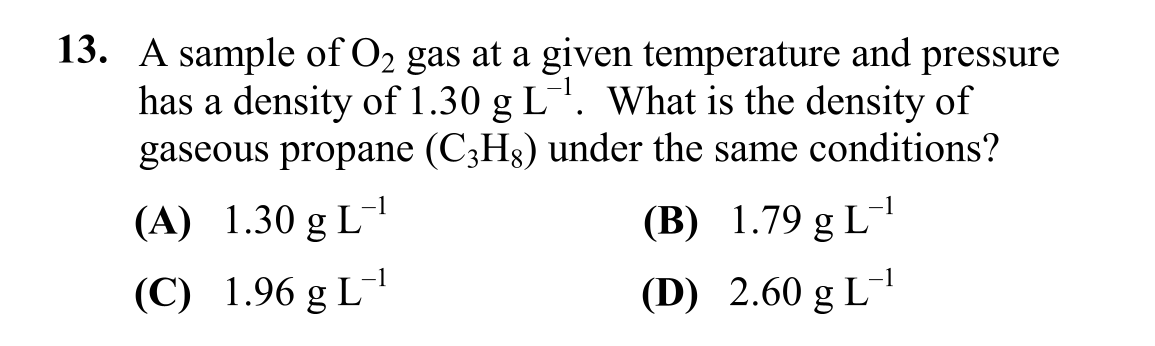 13. A sample of O₂ gas at a given temperature and pressure
has a density of 1.30 g L⁻¹. What is the density of
gaseous propane (C₃H₈) under the same conditions?
(A) 1.30 g L⁻¹ (B) 1.79 g L⁻¹
(C) 1.96 g L⁻¹ (D) 2.60 g L⁻¹